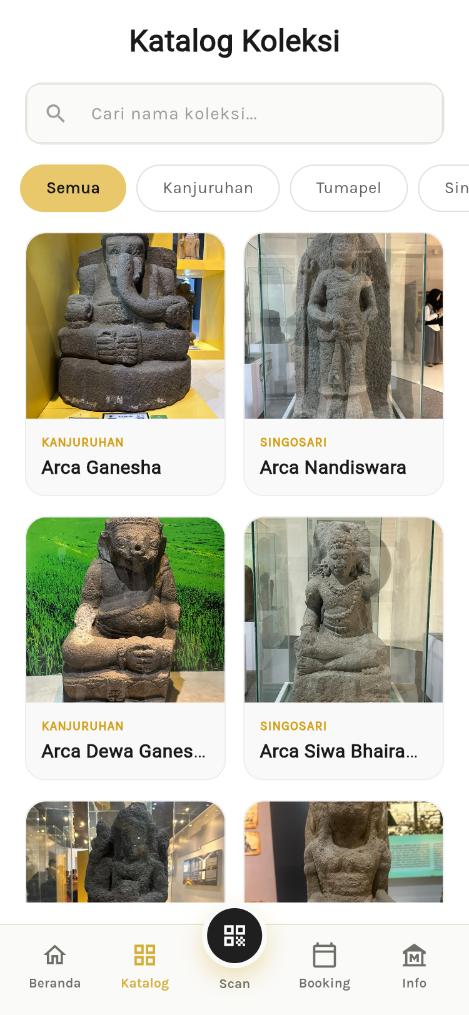 Katalog Koleksi
Cari nama koleksi...
Semua
Kanjuruhan
Tumapel
Sin
KANJURUHAN
Arca Ganesha
SINGOSARI
Arca Nandiswara
KANJURUHAN
Arca Dewa Ganes...
SINGOSARI
Arca Siwa Bhaira...
Beranda
Katalog
Scan
Booking
M
Info